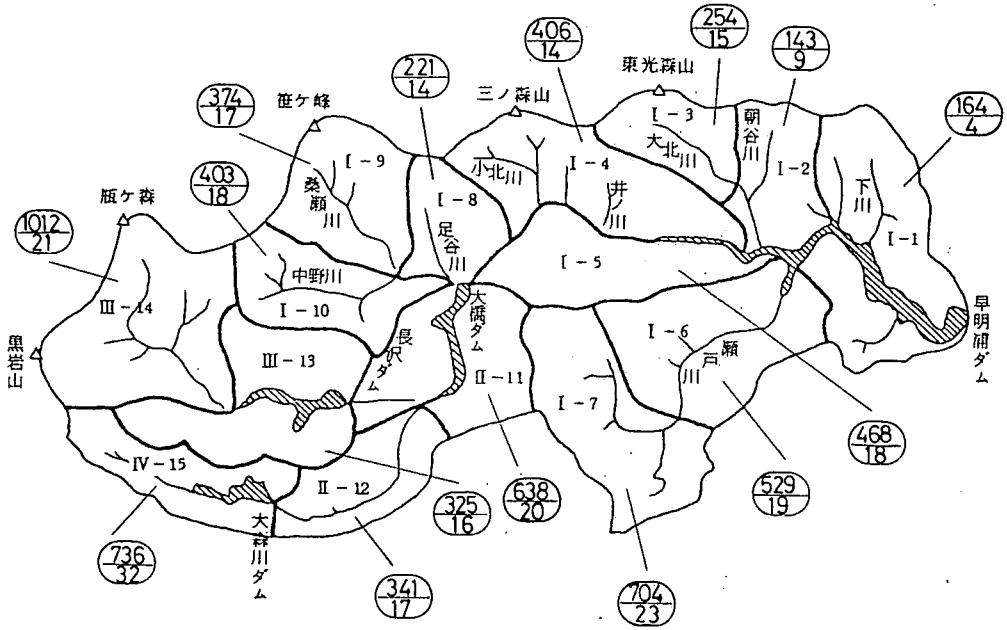 254
15
406
14
143
9
東光森山
221
14
三ノ森山
笹ケ峰
374
17
164
4
I-3
朝谷川
大北川
I-9
I-4
I-2
小北川
403
18
桑瀬川
I-8
井ノ川
下川
瓶ケ森
1012
21
足谷川
I-1
中野川
I-5
III-14
I-10
大橋ダム
早明浦ダム
長沢ダム
I-6
黒岩山
III-13
瀬戸川
II-11
I-7
468
18
IV-15
II-12
638
20
529
19
325
16
大森川ダム
736
32
341
17
704
23